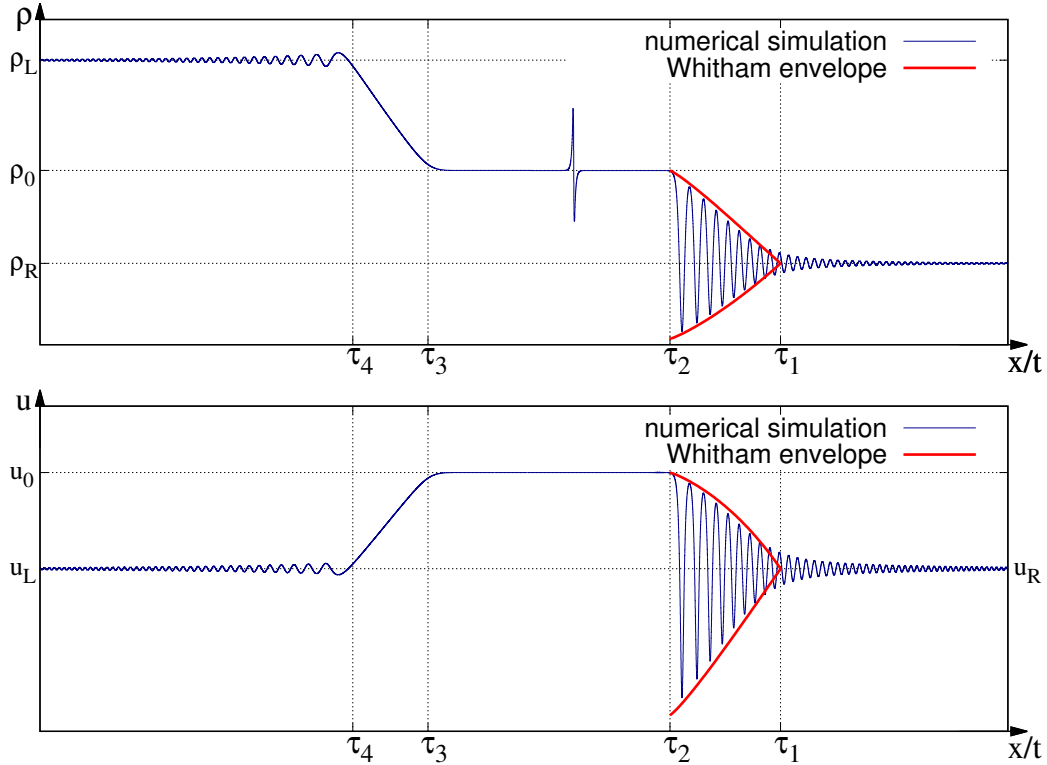 ρ
ρL
numerical simulation
Whitham envelope
ρ0
ρR
τ4 τ3 τ2 τ1 x/t
u
numerical simulation
Whitham envelope
u0
uL uR
τ4 τ3 τ2 τ1 x/t